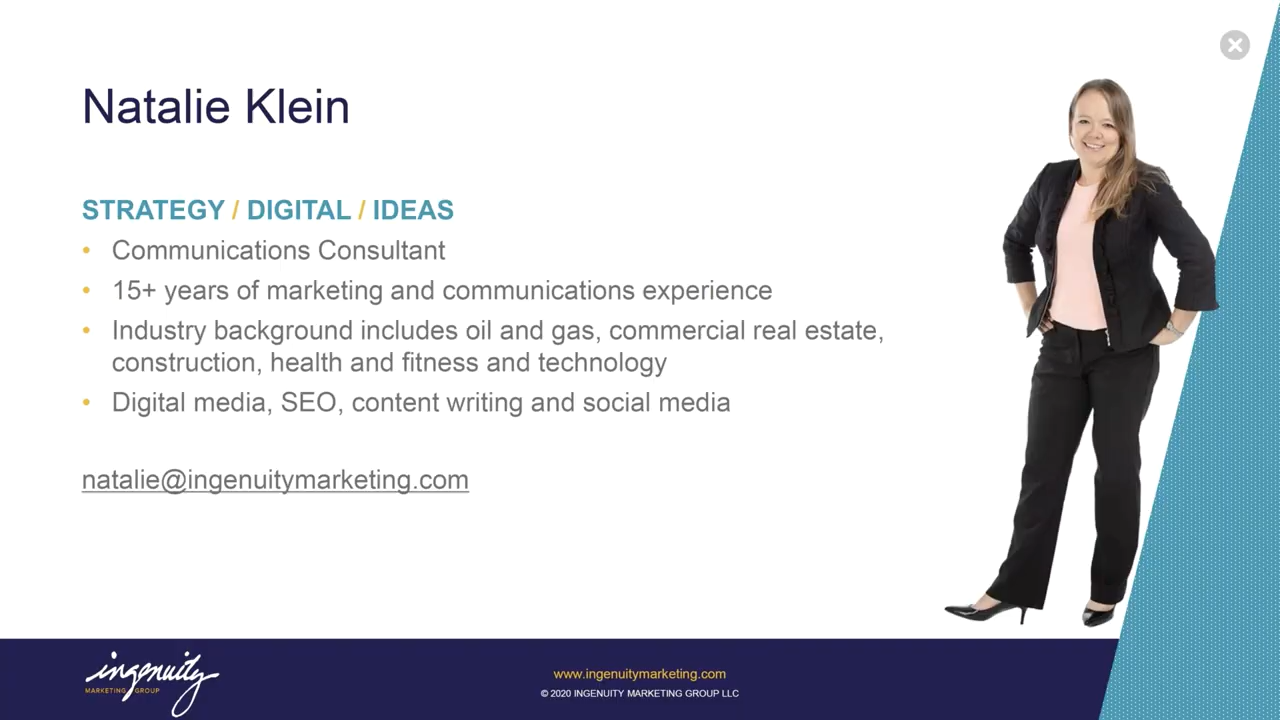 Natalie Klein
STRATEGY / DIGITAL / IDEAS
• Communications Consultant
• 15+ years of marketing and communications experience
• Industry background includes oil and gas, commercial real estate,
construction, health and fitness and technology
• Digital media, SEO, content writing and social media
natalie@ingenuitymarketing.com
ingenuity
MARKETING GROUP
www.ingenuitymarketing.com
© 2020 INGENUITY MARKETING GROUP LLC